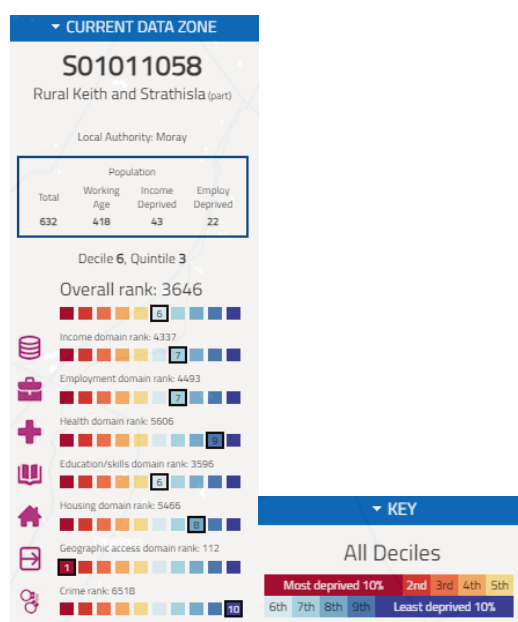 CURRENT DATA ZONE
S01011058
Rural Keith and Strathisla (part)
Local Authority: Moray
Population
Total Working Age Income Deprived Employ Deprived
632 418 43 22
Decile 6, Quintile 3
Overall rank: 3646
6
Income domain rank: 4337
7
Employment domain rank: 4493
7
Health domain rank: 5606
9
Education/skills domain rank: 3596
6
Housing domain rank: 5466
8
Geographic access domain rank: 112
1
Crime rank: 6518
10
KEY
All Deciles
Most deprived 10% 2nd 3rd 4th 5th
6th 7th 8th 9th Least deprived 10%